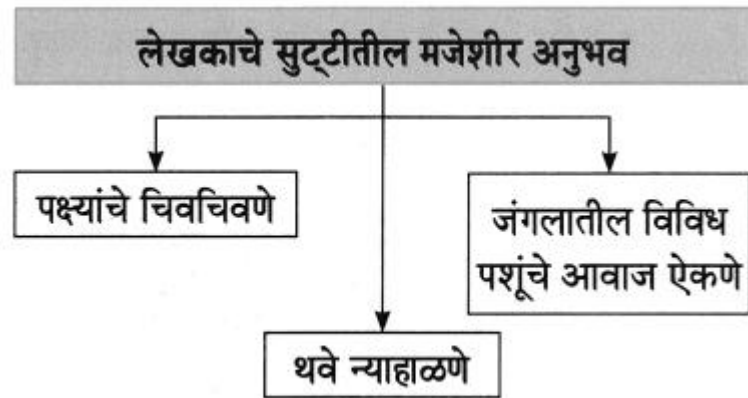 लेखकाचे सुट्टीतील मजेशीर अनुभव
पक्ष्यांचे चिवचिवणे
जंगलातील विविध
पशूंचे आवाज ऐकणे
थवे न्याहाळणे